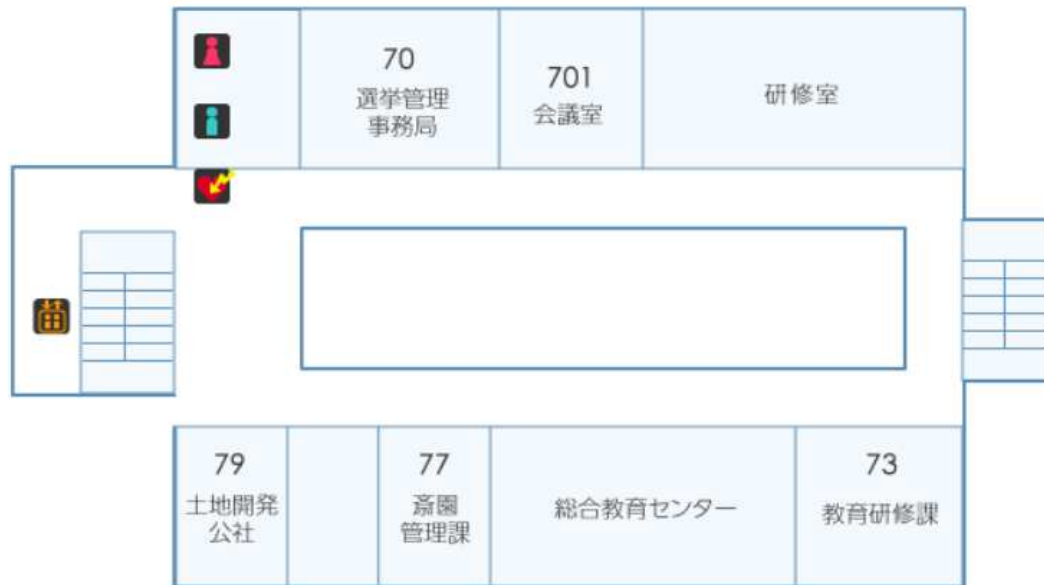 70
選挙管理
事務局
701
会議室
研修室
79
土地開発
公社
77
斎園
管理課
総合教育センター
73
教育研修課